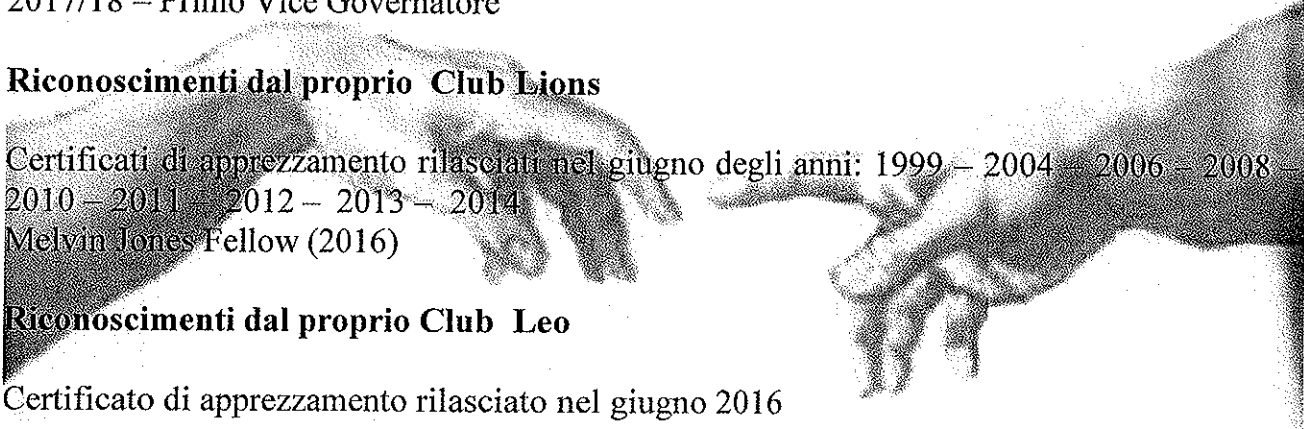 2017/18 – Primo Vice Governatore
Riconoscimenti dal proprio Club Lions
Certificati di apprezzamento rilasciati nel giugno degli anni: 1999 – 2004 – 2006 – 2008 –
2010 – 2011 – 2012 – 2013 – 2014
Melvin Jones Fellow (2016)
Riconoscimenti dal proprio Club Leo
Certificato di apprezzamento rilasciato nel giugno 2016